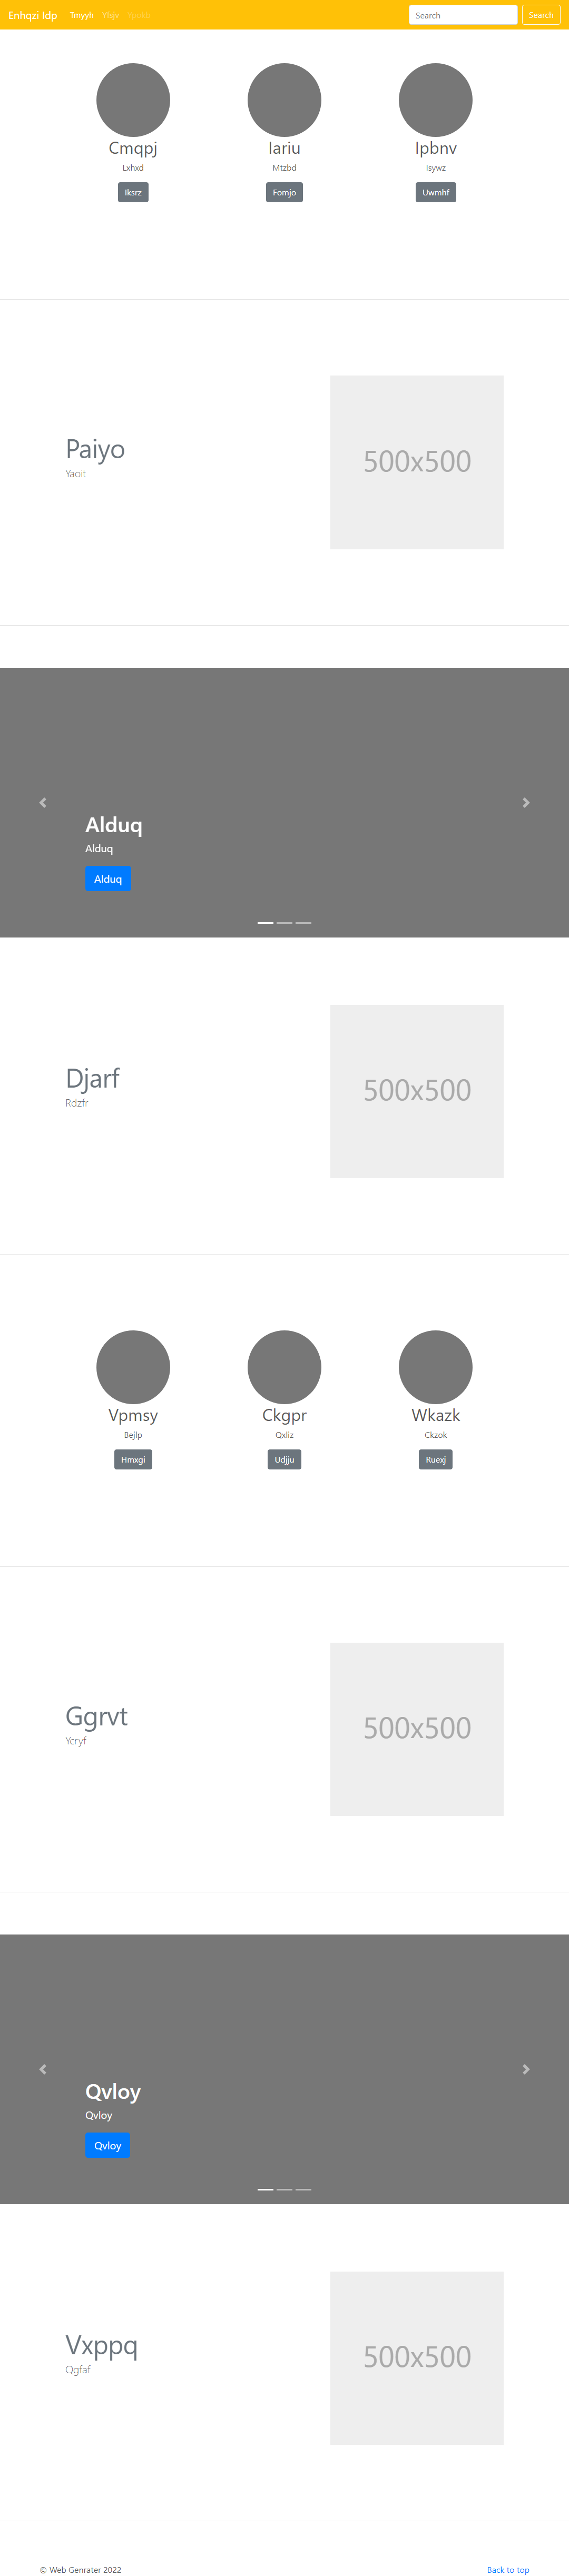 Enhqzi Idp Tmyyh Yhjv
Search Search
Cmqpj Iariu Ipbnv
Lxhxd Mtzbd Isywz
Iksrz Fomjo Uwmhf
Paiyo
Yaoit
500x500
Alduq
Alduq
Alduq
Djarf
Rdzfr
500x500
Vpmsy Ckgpr Wkazk
Bejlp Qxliz Ckzok
Hmxgi Udjju Ruexj
Ggrvt
Ycryf
500x500
Qvloy
Qvloy
Qvloy
Vxppq
Qgfaf
500x500
© Web Genrater 2022 Back to top